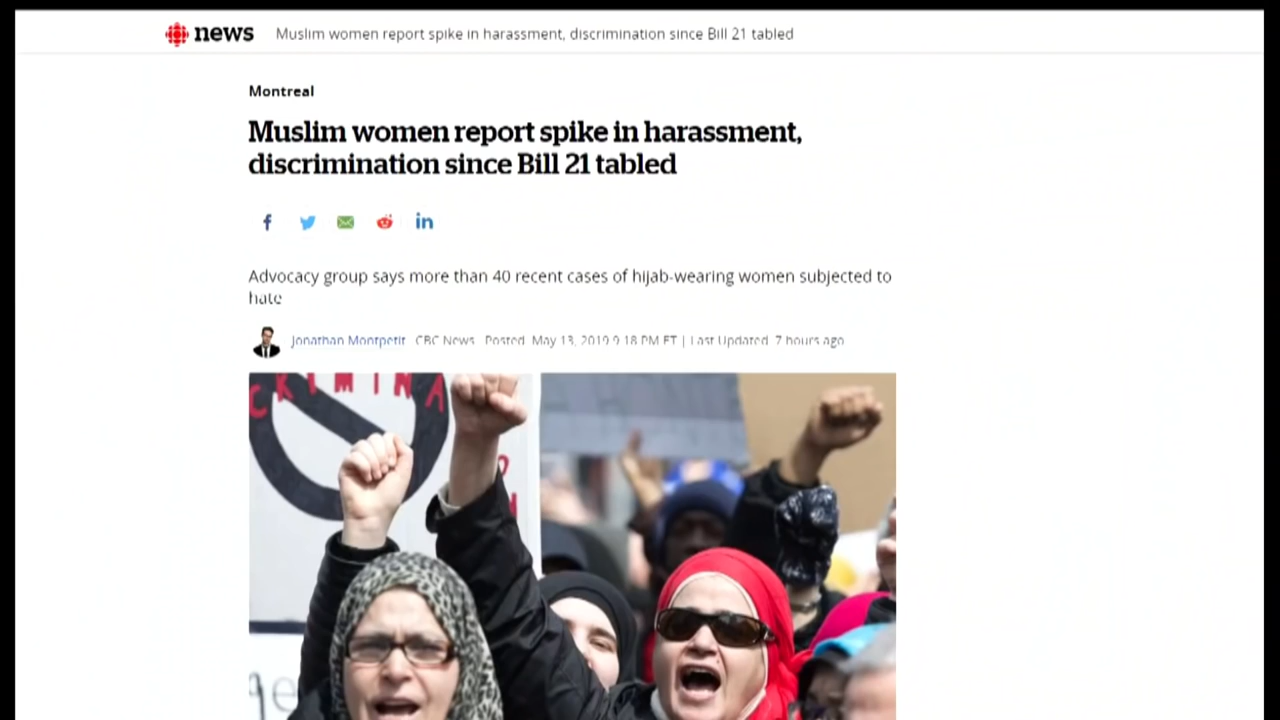 news Muslim women report spike in harassment, discrimination since Bill 21 tabled
Montreal
Muslim women report spike in harassment,
discrimination since Bill 21 tabled
Advocacy group says more than 40 recent cases of hijab-wearing women subjected to
hate
Jonathan Montpetit CBC News Posted: May 13, 2019 9:18 PM ET | Last Updated: 7 hours ago
CRIMINA